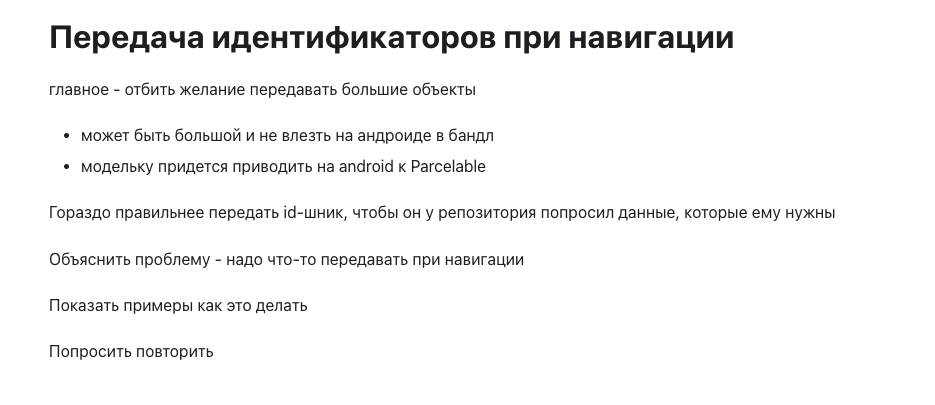 Передача идентификаторов при навигации
главное - отбить желание передавать большие объекты
• может быть большой и не влезть на андроиде в бандл
• модельку придется приводить на android к Parcelable
Гораздо правильнее передать id-шник, чтобы он у репозитория попросил данные, которые ему нужны
Объяснить проблему - надо что-то передавать при навигации
Показать примеры как это делать
Попросить повторить